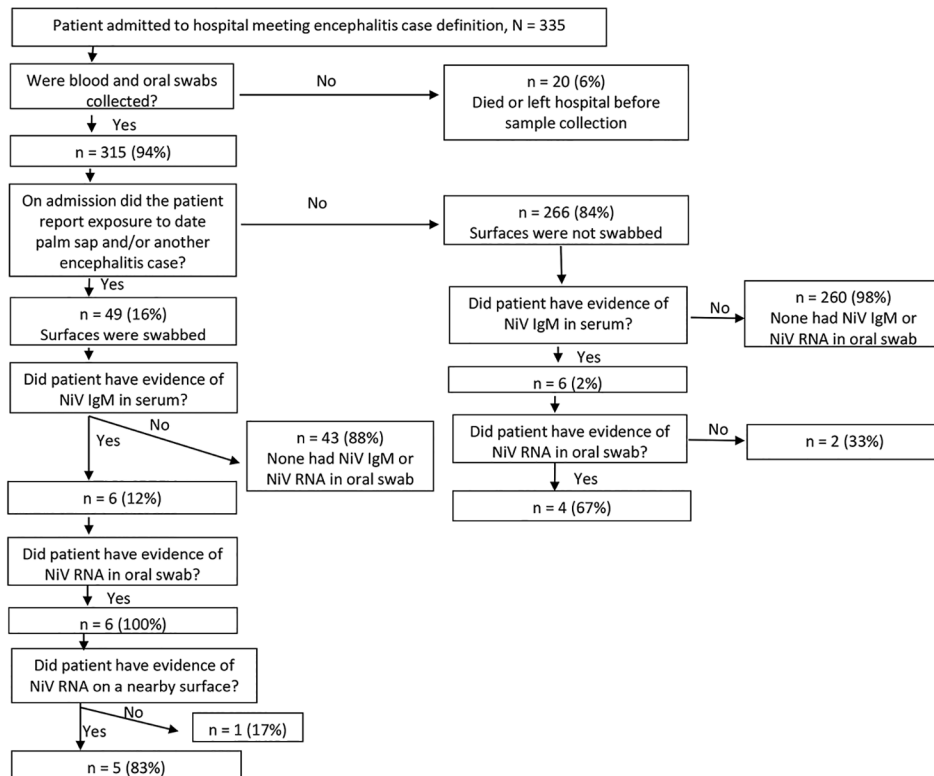 Patient admitted to hospital meeting encephalitis case definition, N = 335
Were blood and oral swabs
collected?
No
n = 20 (6%)
Died or left hospital before
sample collection
Yes
n = 315 (94%)
On admission did the patient
report exposure to date
palm sap and/or another
encephalitis case?
No
n = 266 (84%)
Surfaces were not swabbed
Yes
n = 49 (16%)
Surfaces were swabbed
Did patient have evidence of
NiV IgM in serum?
No
n = 260 (98%)
None had NiV IgM or
NiV RNA in oral swab
Yes
n = 6 (2%)
Did patient have evidence of
NiV RNA in oral swab?
No
n = 2 (33%)
Yes
n = 4 (67%)
Did patient have evidence of
NiV IgM in serum?
No
Yes
n = 43 (88%)
None had NiV IgM or
NiV RNA in oral swab
n = 6 (12%)
Did patient have evidence of
NiV RNA in oral swab?
Yes
n = 6 (100%)
Did patient have evidence of
NiV RNA on a nearby surface?
No
Yes
n = 1 (17%)
n = 5 (83%)